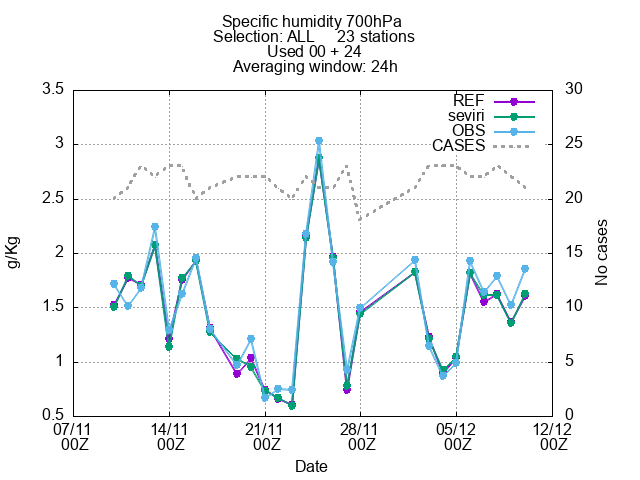 Specific humidity 700hPa
Selection: ALL 23 stations
Used 00 + 24
Averaging window: 24h
3.5
3
2.5
2
1.5
1
0.5
g/Kg
30
25
20
15
10
5
0
No cases
REF
seviri
OBS
CASES
07/11 14/11 21/11 28/11 05/12 12/12
00Z 00Z 00Z 00Z 00Z 00Z
Date